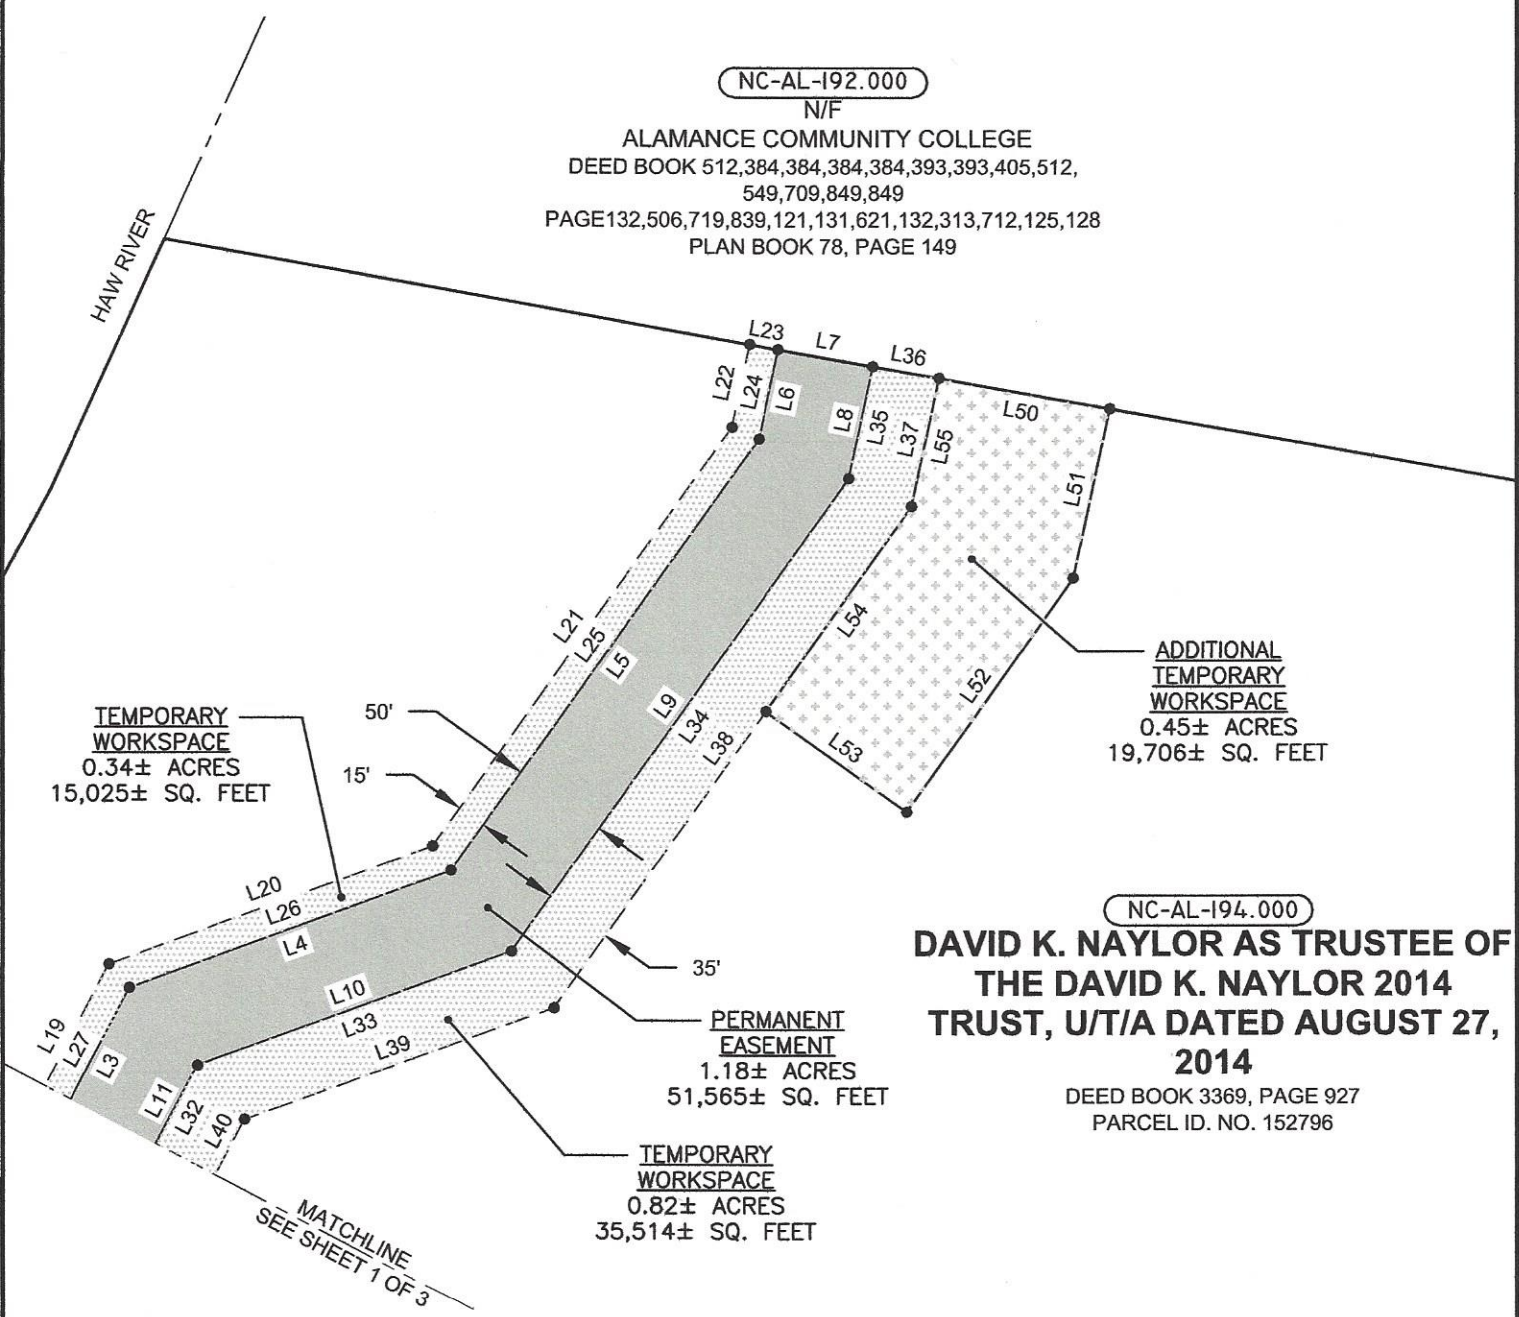 NC-AL-192.000
N/F
ALAMANCE COMMUNITY COLLEGE
DEED BOOK 512,384,384,384,384,393,393,405,512,
549,709,849,849
PAGE132,506,719,839,121,131,621,132,313,712,125,128
PLAN BOOK 78, PAGE 149
HAW RIVER
L23
L7
L36
L50
L22
L24
L6
L8
L35
L37
L55
L51
L21
L25
L5
L54
L9
L34
L38
L52
L53
ADDITIONAL
TEMPORARY
WORKSPACE
0.45± ACRES
19,706± SQ. FEET
TEMPORARY
WORKSPACE
0.34± ACRES
15,025± SQ. FEET
50'
15'
L20
L26
L4
L10
L33
L39
35'
L19
L27
L3
L11
L32
L40
NC-AL-194.000
DAVID K. NAYLOR AS TRUSTEE OF
THE DAVID K. NAYLOR 2014
TRUST, U/T/A DATED AUGUST 27,
2014
DEED BOOK 3369, PAGE 927
PARCEL ID. NO. 152796
PERMANENT
EASEMENT
1.18± ACRES
51,565± SQ. FEET
TEMPORARY
WORKSPACE
0.82± ACRES
35,514± SQ. FEET
MATCHLINE
SEE SHEET 1 OF 3